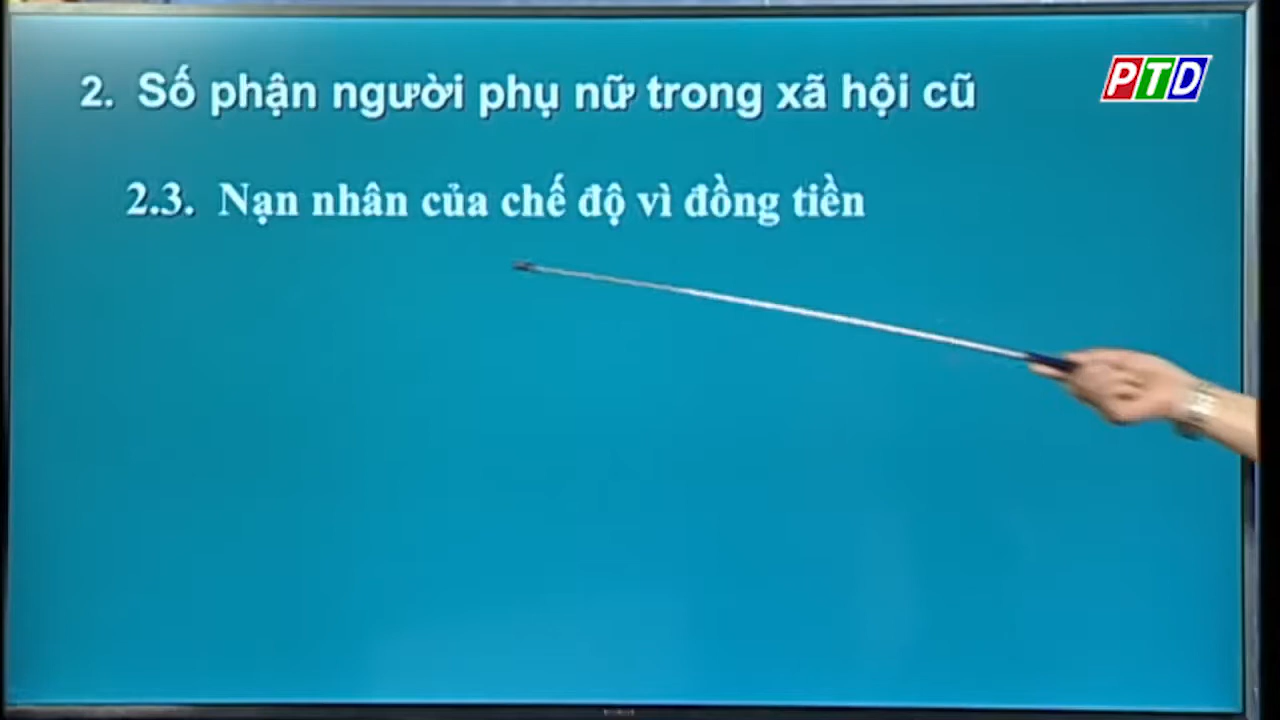 2. Số phận người phụ nữ trong xã hội cũ
PTD
2.3. Nạn nhân của chế độ vì đồng tiền